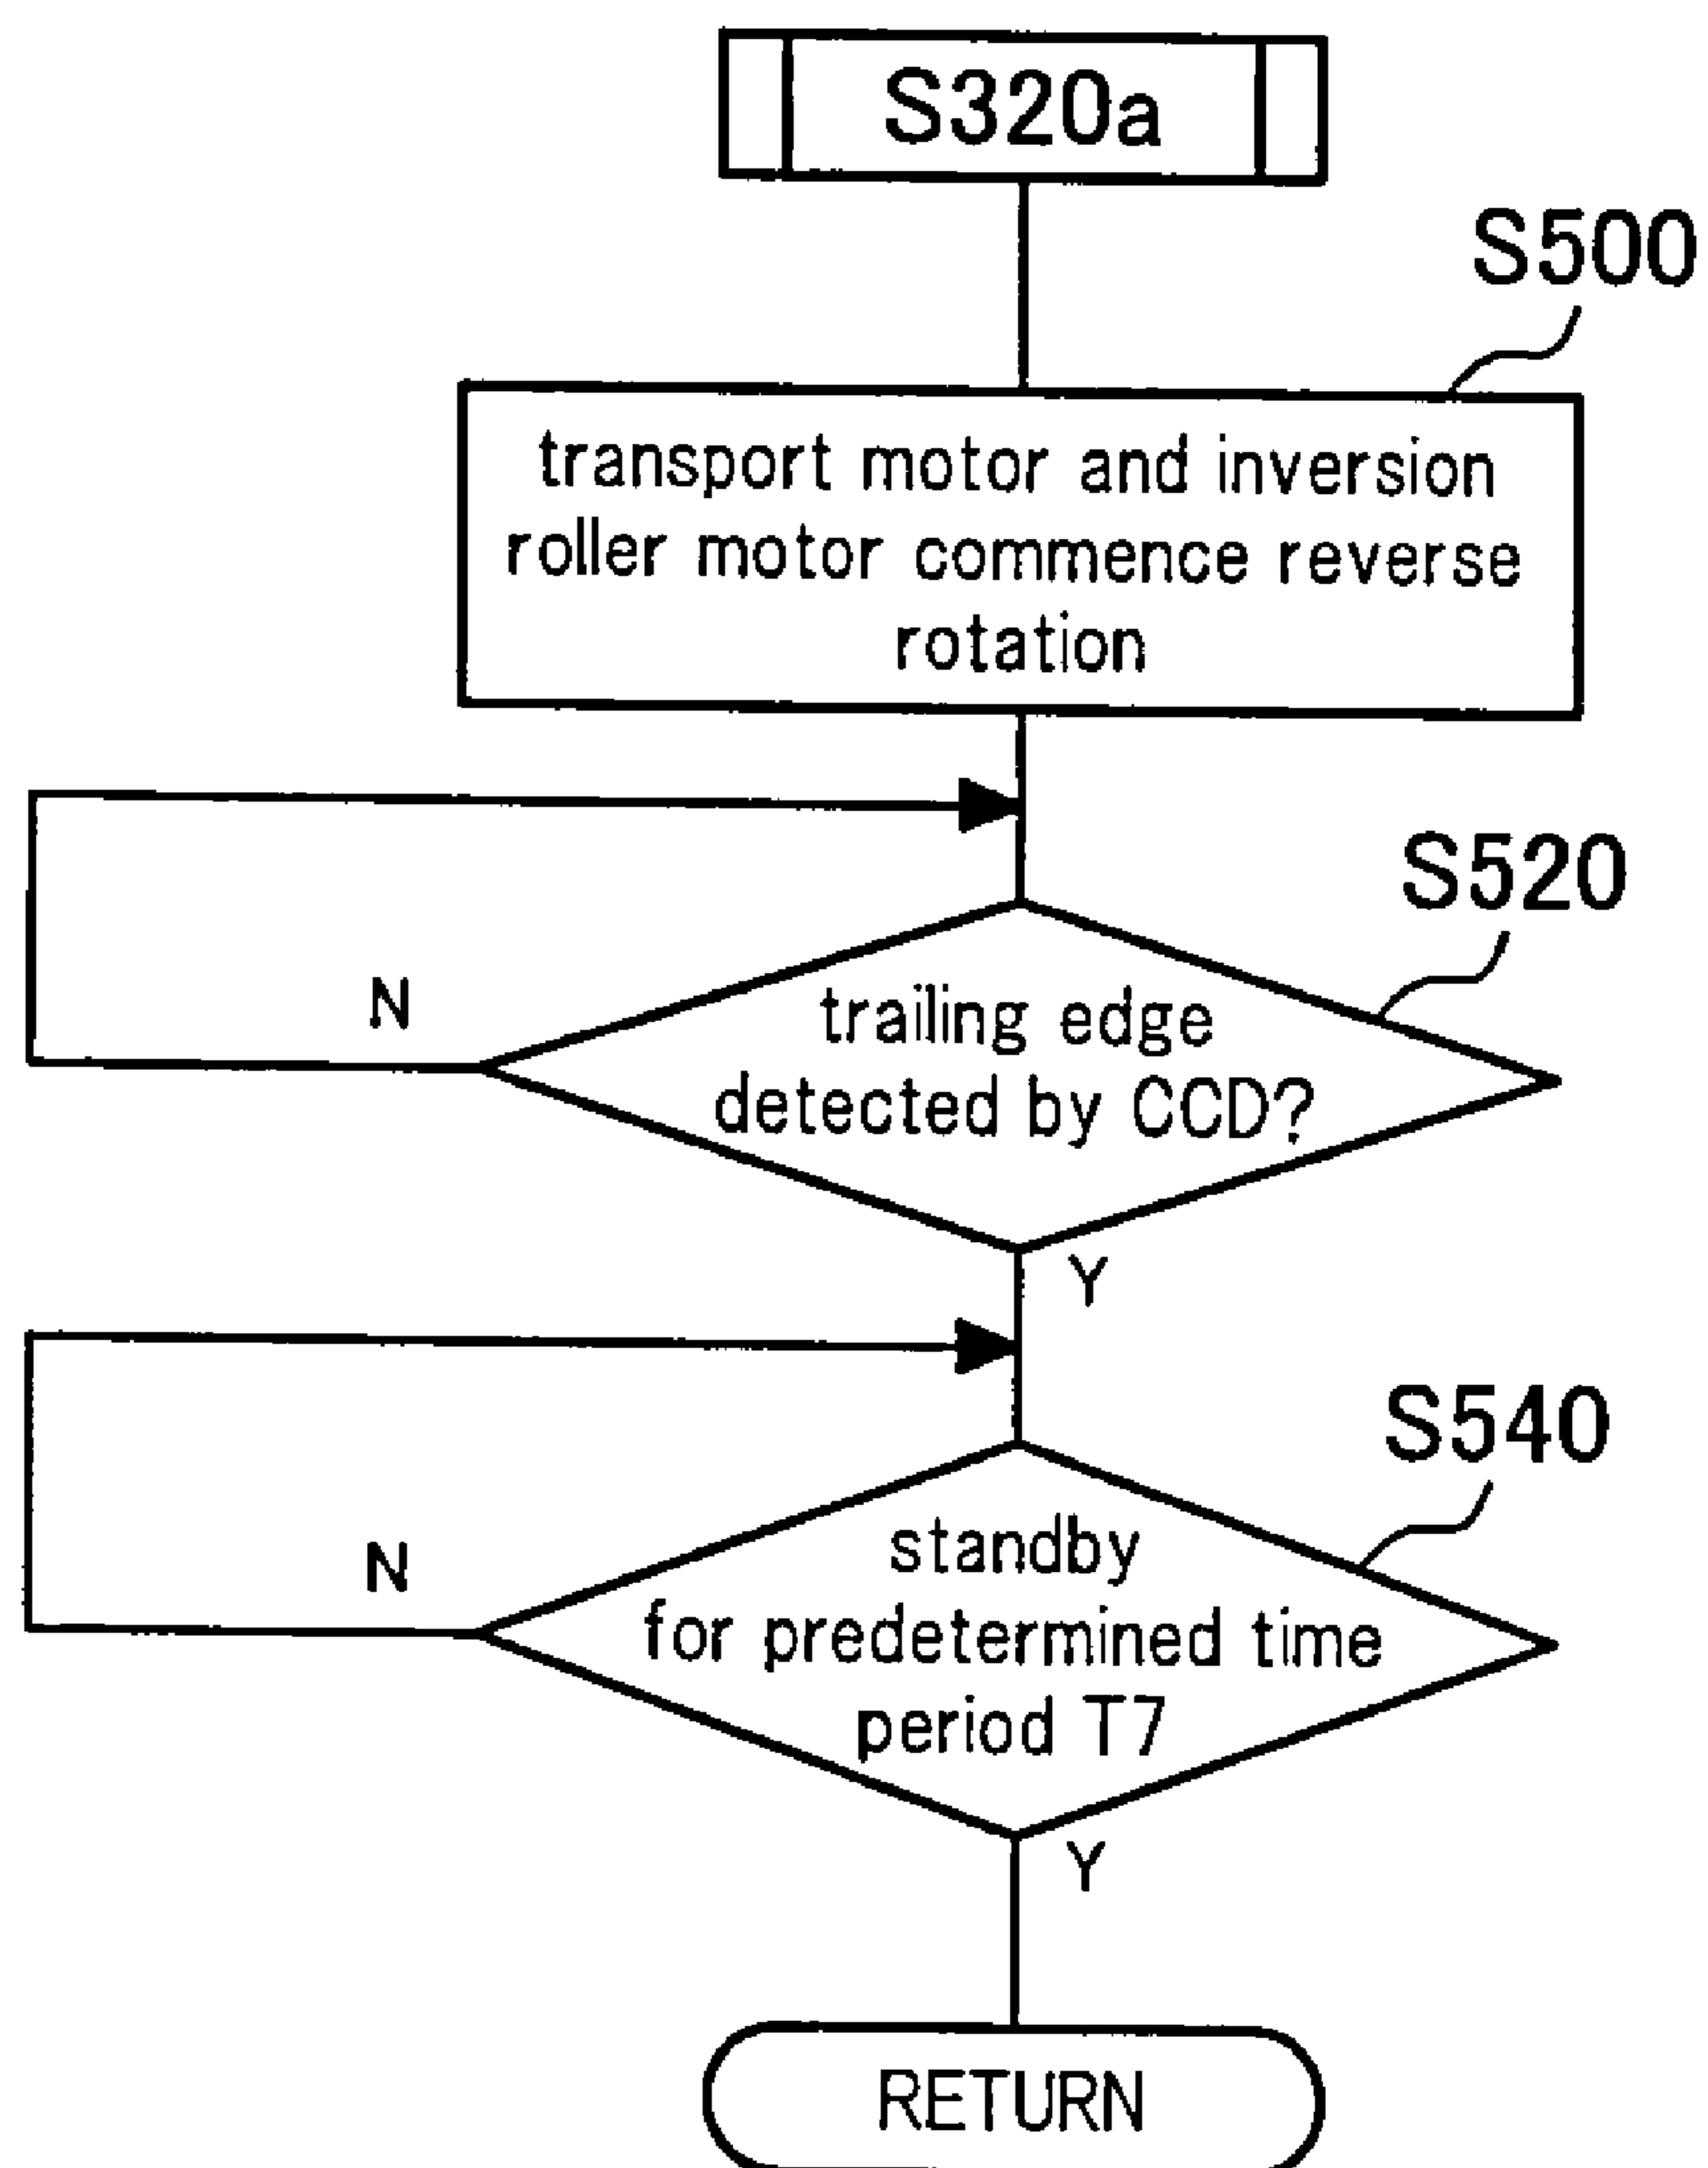 S320a
S500
transport motor and inversion
roller motor commence reverse
rotation
S520
N
trailing edge
detected by CCD?
Y
S540
N
standby
for predetermined time
period T7
Y
RETURN